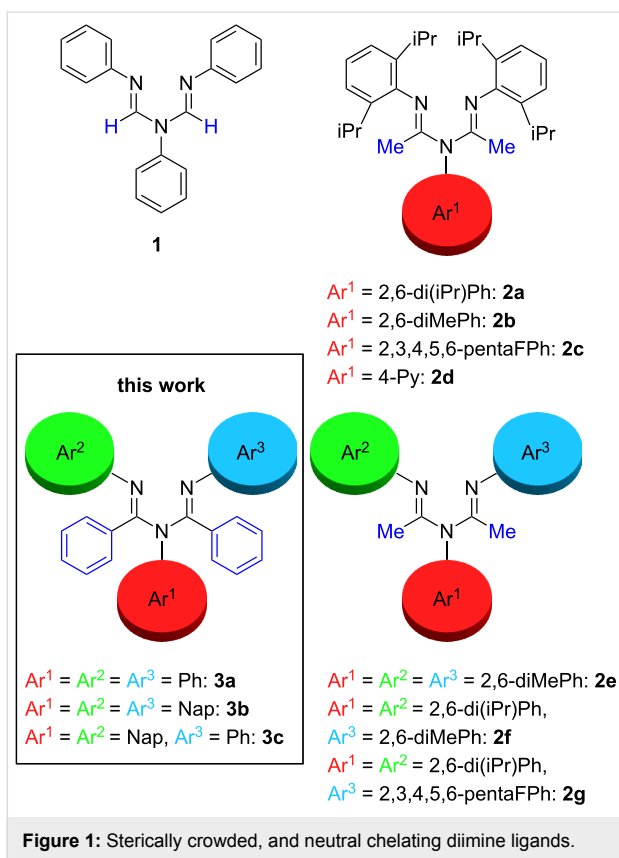 N N
H N H
1
iPr iPr
N N
iPr iPr
Me N Me
Ar¹
Ar¹ = 2,6-di(iPr)Ph: 2a
Ar¹ = 2,6-diMePh: 2b
Ar¹ = 2,3,4,5,6-pentaFPh: 2c
Ar¹ = 4-Py: 2d
this work
Ar² Ar³
N N
N
Ar¹
Ar¹ = Ar² = Ar³ = Ph: 3a
Ar¹ = Ar² = Ar³ = Nap: 3b
Ar¹ = Ar² = Nap, Ar³ = Ph: 3c
Ar² Ar³
N N
Me N Me
Ar¹
Ar¹ = Ar² = Ar³ = 2,6-diMePh: 2e
Ar¹ = Ar² = 2,6-di(iPr)Ph,
Ar³ = 2,6-diMePh: 2f
Ar¹ = Ar² = 2,6-di(iPr)Ph,
Ar³ = 2,3,4,5,6-pentaFPh: 2g
Figure 1: Sterically crowded, and neutral chelating diimine ligands.